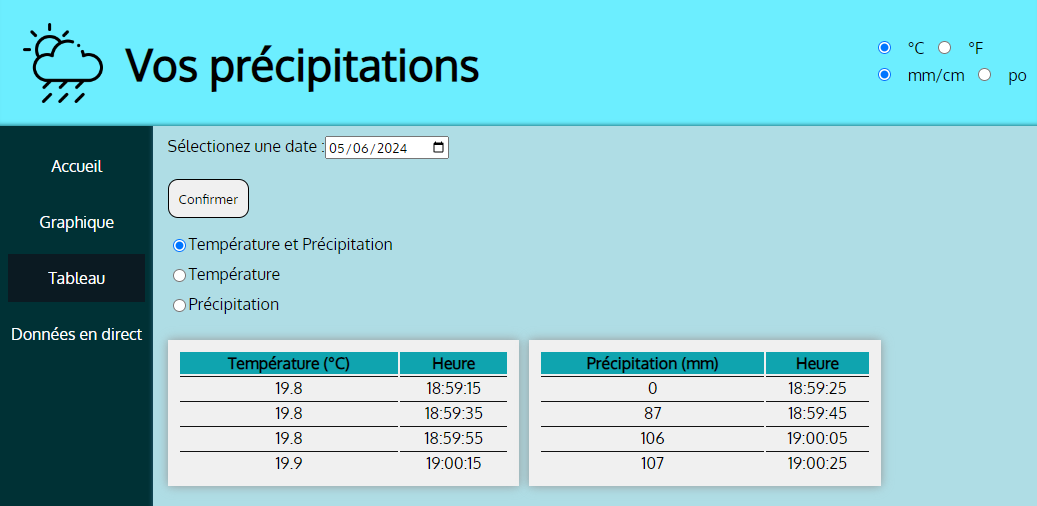 Vos précipitations
°C °F
mm/cm po
Accueil
Graphique
Tableau
Données en direct
Sélectionez une date : 05/06/2024
Confirmer
Température et Précipitation
Température
Précipitation
Température (°C) Heure
19.8 18:59:15
19.8 18:59:35
19.8 18:59:55
19.9 19:00:15
Précipitation (mm) Heure
0 18:59:25
87 18:59:45
106 19:00:05
107 19:00:25